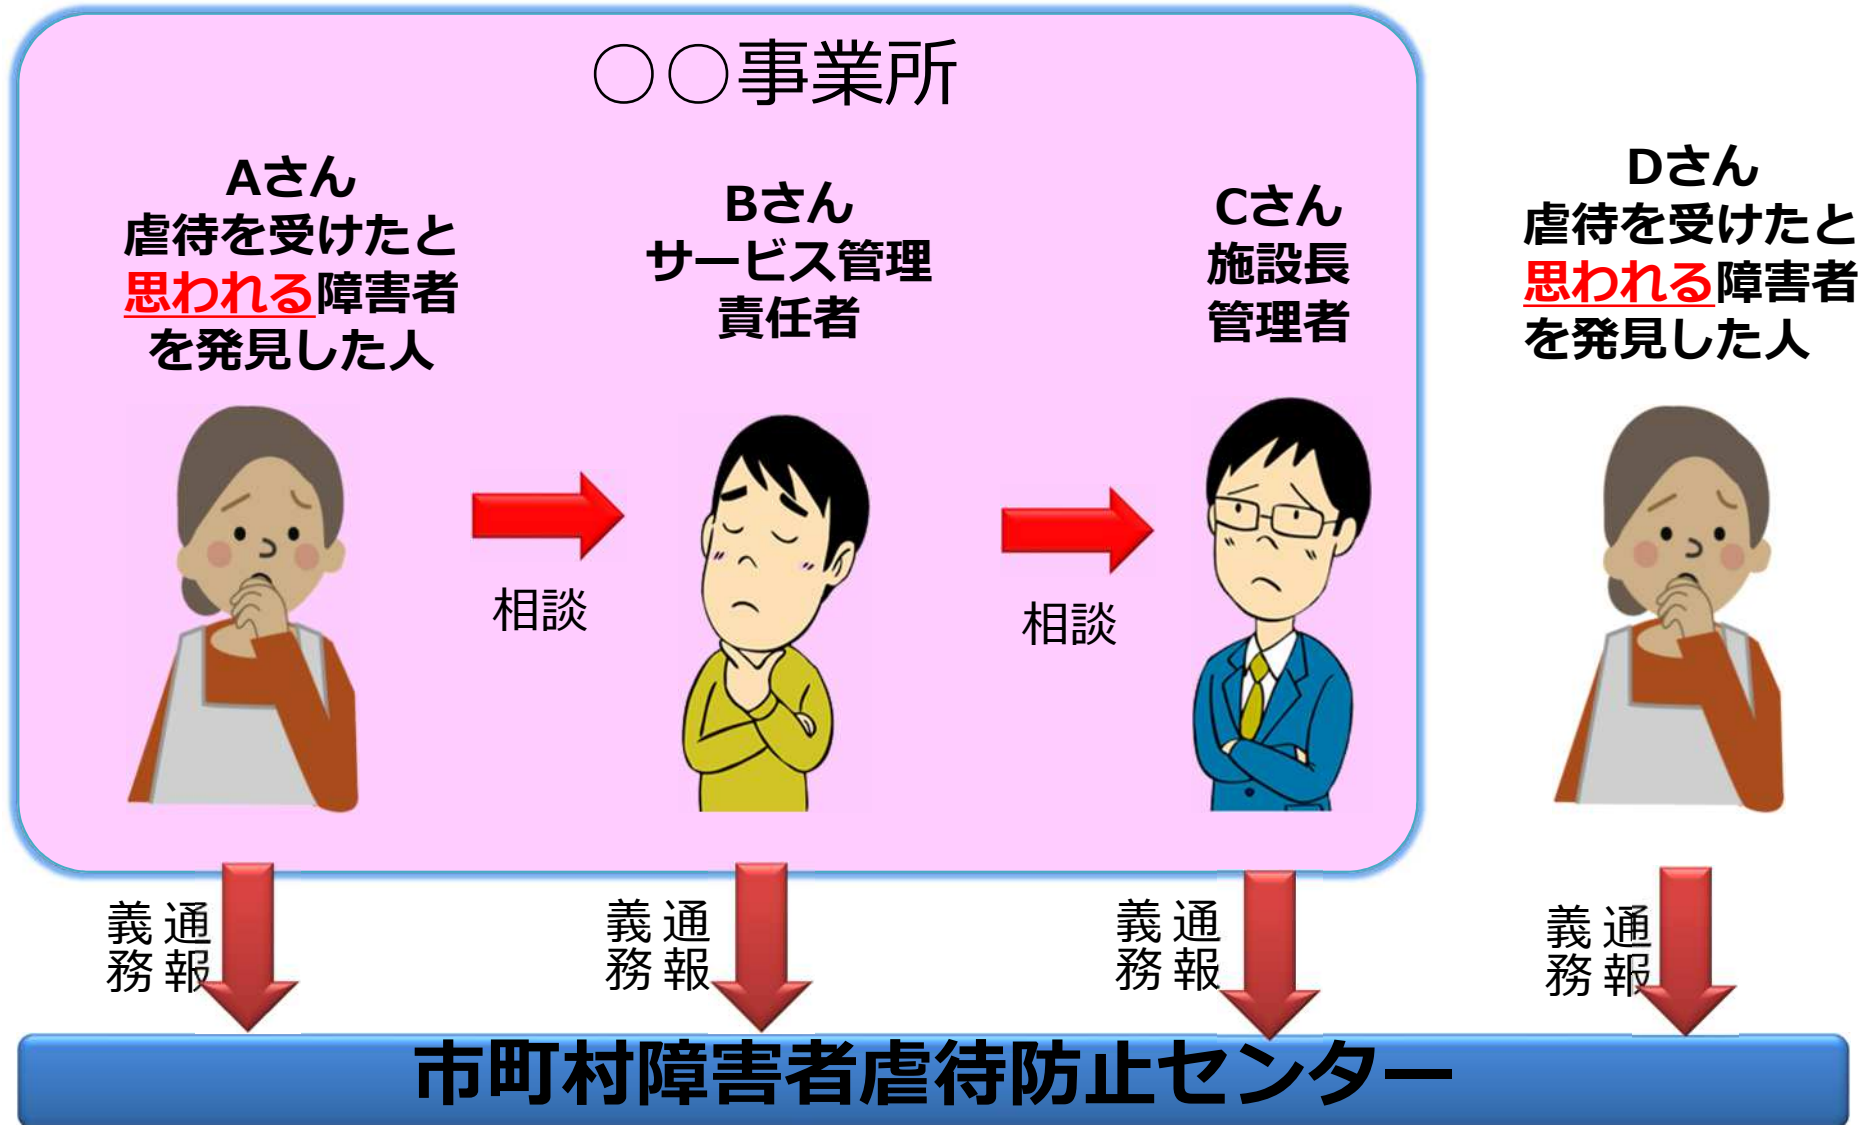 ○○事業所
Aさん
虐待を受けたと
思われる障害者
を発見した人
Bさん
サービス管理
責任者
Cさん
施設長
管理者
Dさん
虐待を受けたと
思われる障害者
を発見した人
相談
相談
通報
義務
通報
義務
通報
義務
通報
義務
市町村障害者虐待防止センター